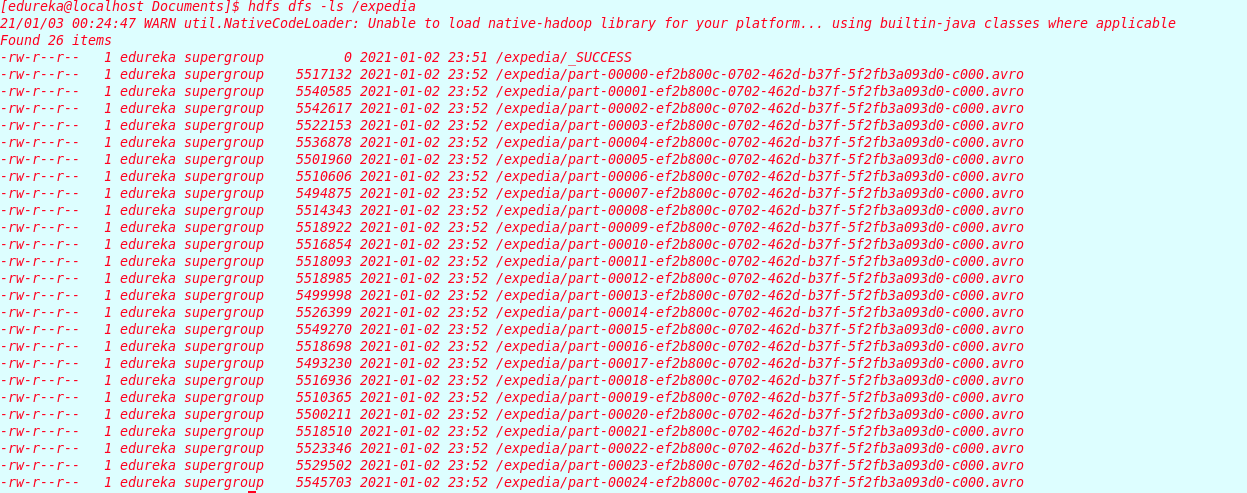 [edureka@localhost Documents]$ hdfs dfs -ls /expedia
21/01/03 00:24:47 WARN util.NativeCodeLoader: Unable to load native-hadoop library for your platform... using builtin-java classes where applicable
Found 26 items
-rw-r--r--   1 edureka supergroup          0 2021-01-02 23:51 /expedia/_SUCCESS
-rw-r--r--   1 edureka supergroup    5517132 2021-01-02 23:52 /expedia/part-00000-ef2b800c-0702-462d-b37f-5f2fb3a093d0-c000.avro
-rw-r--r--   1 edureka supergroup    5540585 2021-01-02 23:52 /expedia/part-00001-ef2b800c-0702-462d-b37f-5f2fb3a093d0-c000.avro
-rw-r--r--   1 edureka supergroup    5542617 2021-01-02 23:52 /expedia/part-00002-ef2b800c-0702-462d-b37f-5f2fb3a093d0-c000.avro
-rw-r--r--   1 edureka supergroup    5522153 2021-01-02 23:52 /expedia/part-00003-ef2b800c-0702-462d-b37f-5f2fb3a093d0-c000.avro
-rw-r--r--   1 edureka supergroup    5536878 2021-01-02 23:52 /expedia/part-00004-ef2b800c-0702-462d-b37f-5f2fb3a093d0-c000.avro
-rw-r--r--   1 edureka supergroup    5501960 2021-01-02 23:52 /expedia/part-00005-ef2b800c-0702-462d-b37f-5f2fb3a093d0-c000.avro
-rw-r--r--   1 edureka supergroup    5510606 2021-01-02 23:52 /expedia/part-00006-ef2b800c-0702-462d-b37f-5f2fb3a093d0-c000.avro
-rw-r--r--   1 edureka supergroup    5494875 2021-01-02 23:52 /expedia/part-00007-ef2b800c-0702-462d-b37f-5f2fb3a093d0-c000.avro
-rw-r--r--   1 edureka supergroup    5514343 2021-01-02 23:52 /expedia/part-00008-ef2b800c-0702-462d-b37f-5f2fb3a093d0-c000.avro
-rw-r--r--   1 edureka supergroup    5518922 2021-01-02 23:52 /expedia/part-00009-ef2b800c-0702-462d-b37f-5f2fb3a093d0-c000.avro
-rw-r--r--   1 edureka supergroup    5516854 2021-01-02 23:52 /expedia/part-00010-ef2b800c-0702-462d-b37f-5f2fb3a093d0-c000.avro
-rw-r--r--   1 edureka supergroup    5518093 2021-01-02 23:52 /expedia/part-00011-ef2b800c-0702-462d-b37f-5f2fb3a093d0-c000.avro
-rw-r--r--   1 edureka supergroup    5518985 2021-01-02 23:52 /expedia/part-00012-ef2b800c-0702-462d-b37f-5f2fb3a093d0-c000.avro
-rw-r--r--   1 edureka supergroup    5499998 2021-01-02 23:52 /expedia/part-00013-ef2b800c-0702-462d-b37f-5f2fb3a093d0-c000.avro
-rw-r--r--   1 edureka supergroup    5526399 2021-01-02 23:52 /expedia/part-00014-ef2b800c-0702-462d-b37f-5f2fb3a093d0-c000.avro
-rw-r--r--   1 edureka supergroup    5549270 2021-01-02 23:52 /expedia/part-00015-ef2b800c-0702-462d-b37f-5f2fb3a093d0-c000.avro
-rw-r--r--   1 edureka supergroup    5518698 2021-01-02 23:52 /expedia/part-00016-ef2b800c-0702-462d-b37f-5f2fb3a093d0-c000.avro
-rw-r--r--   1 edureka supergroup    5493230 2021-01-02 23:52 /expedia/part-00017-ef2b800c-0702-462d-b37f-5f2fb3a093d0-c000.avro
-rw-r--r--   1 edureka supergroup    5516936 2021-01-02 23:52 /expedia/part-00018-ef2b800c-0702-462d-b37f-5f2fb3a093d0-c000.avro
-rw-r--r--   1 edureka supergroup    5510365 2021-01-02 23:52 /expedia/part-00019-ef2b800c-0702-462d-b37f-5f2fb3a093d0-c000.avro
-rw-r--r--   1 edureka supergroup    5500211 2021-01-02 23:52 /expedia/part-00020-ef2b800c-0702-462d-b37f-5f2fb3a093d0-c000.avro
-rw-r--r--   1 edureka supergroup    5518510 2021-01-02 23:52 /expedia/part-00021-ef2b800c-0702-462d-b37f-5f2fb3a093d0-c000.avro
-rw-r--r--   1 edureka supergroup    5523346 2021-01-02 23:52 /expedia/part-00022-ef2b800c-0702-462d-b37f-5f2fb3a093d0-c000.avro
-rw-r--r--   1 edureka supergroup    5529502 2021-01-02 23:52 /expedia/part-00023-ef2b800c-0702-462d-b37f-5f2fb3a093d0-c000.avro
-rw-r--r--   1 edureka supergroup    5545703 2021-01-02 23:52 /expedia/part-00024-ef2b800c-0702-462d-b37f-5f2fb3a093d0-c000.avro